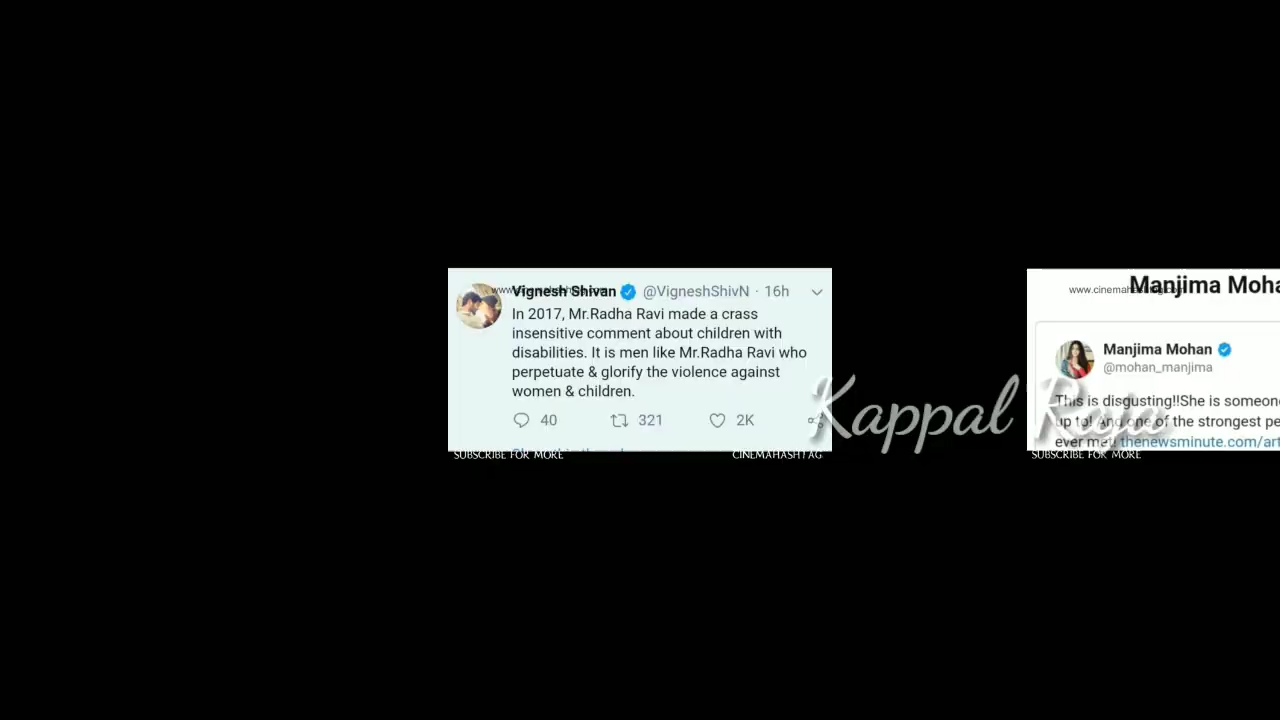 www.cinemahashtag.com
Vignesh Shivan @VigneshShivN · 16h
In 2017, Mr.Radha Ravi made a crass
insensitive comment about children with
disabilities. It is men like Mr.Radha Ravi who
perpetuate & glorify the violence against
women & children.
40 321 2K
SUBSCRIBE FOR MORE CINEMAHASHTAG
Kappal Raja
www.cinemahashtag.com
Manjima Moha
Manjima Mohan
@mohan_manjima
This is disgusting!!She is someon
up to! And one of the strongest pe
ever met! thenewsminute.com/art
SUBSCRIBE FOR MORE